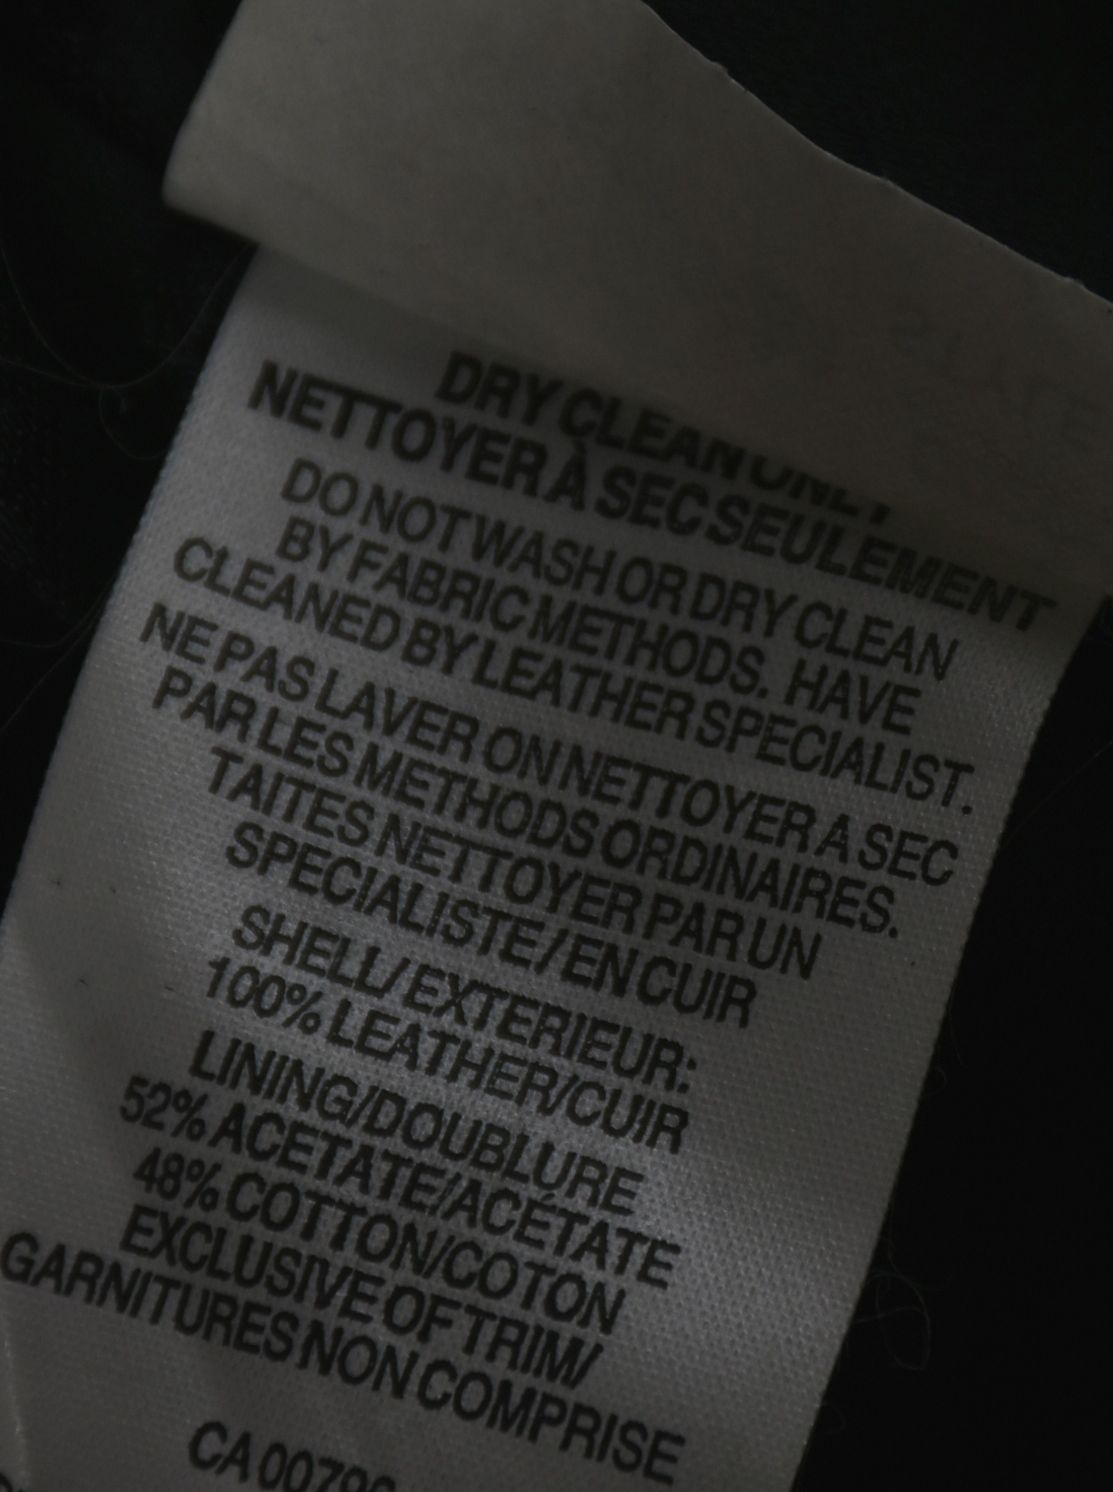 DRY CLEAN ONLY
NETTOYER À SEC SEULEMENT
DO NOT WASH OR DRY CLEAN
BY FABRIC METHODS. HAVE
CLEANED BY LEATHER SPECIALIST.
NE PAS LAVER ON NETTOYER A SEC
PAR LES METHODS ORDINAIRES.
TAITES NETTOYER PAR UN
SPECIALISTE/EN CUIR
SHELL/EXTERIEUR:
100% LEATHER/CUIR
LINING/DOUBLURE
52% ACETATE/ACÉTATE
48% COTTON/COTON
EXCLUSIVE OF TRIM/
GARNITURES NON COMPRISE
CA